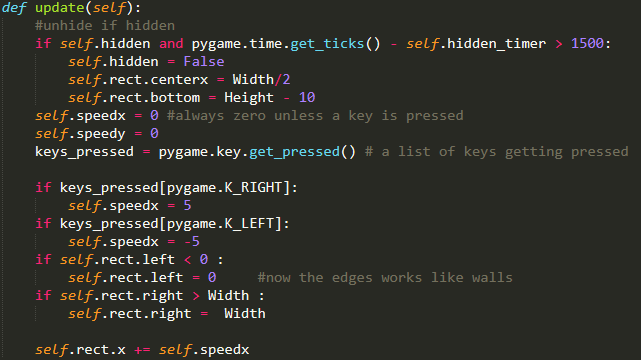 def update(self):
    #unhide if hidden
    if self.hidden and pygame.time.get_ticks() - self.hidden_timer > 1500:
        self.hidden = False
        self.rect.centerx = Width/2
        self.rect.bottom = Height - 10
    self.speedx = 0 #always zero unless a key is pressed
    self.speedy = 0
    keys_pressed = pygame.key.get_pressed() # a list of keys getting pressed

    if keys_pressed[pygame.K_RIGHT]:
        self.speedx = 5
    if keys_pressed[pygame.K_LEFT]:
        self.speedx = -5
    if self.rect.left < 0 :
        self.rect.left = 0     #now the edges works like walls
    if self.rect.right > Width :
        self.rect.right =  Width

    self.rect.x += self.speedx